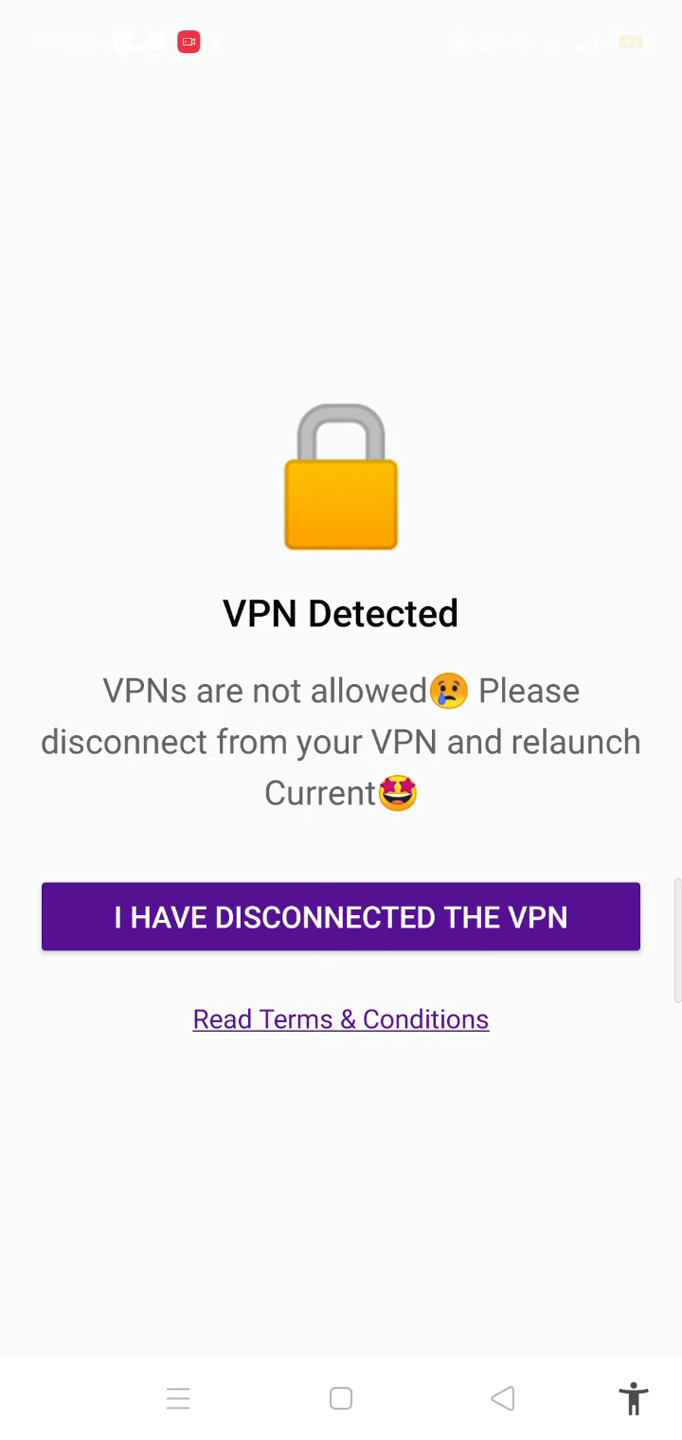 VPN Detected
VPNs are not allowed😢 Please
disconnect from your VPN and relaunch
Current🤩
I HAVE DISCONNECTED THE VPN
Read Terms & Conditions